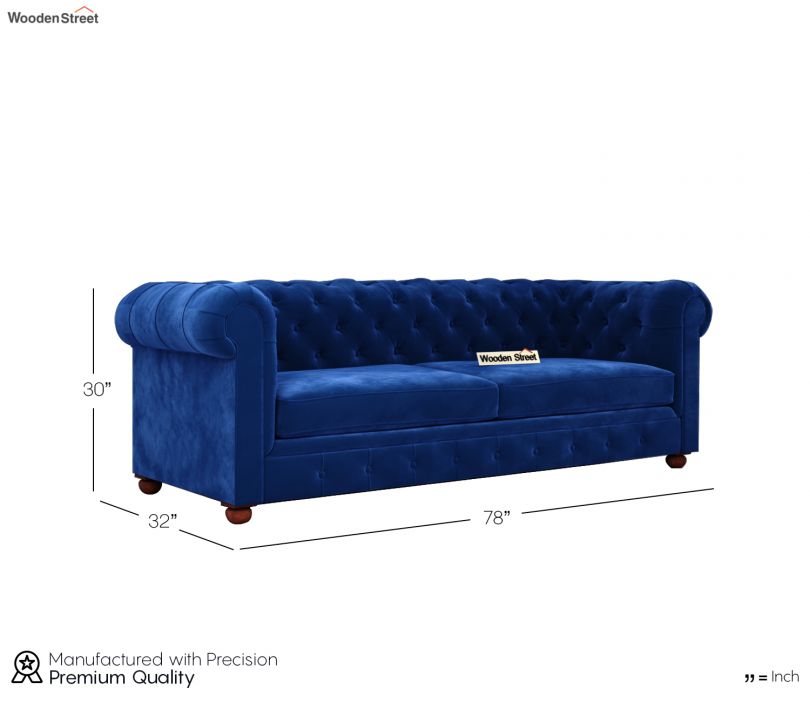 WoodenStreet
Wooden Street
30”
32”
78”
Manufactured with Precision
Premium Quality
” = Inch